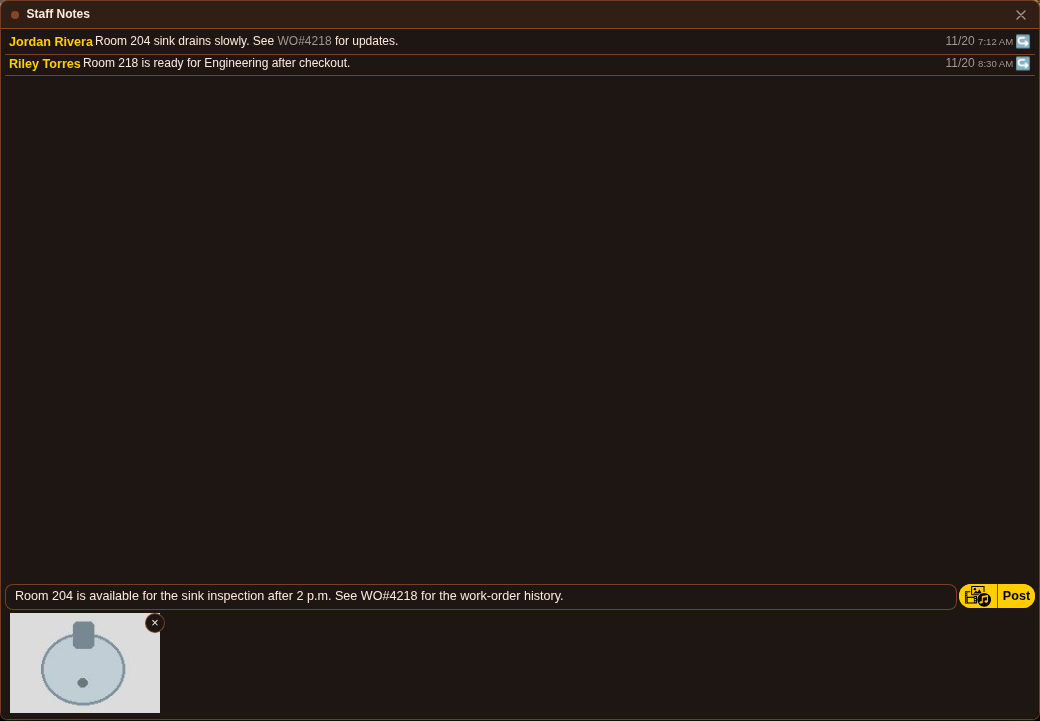 Staff Notes
Jordan Rivera Room 204 sink drains slowly. See WO#4218 for updates. 11/20 7:12 AM
Riley Torres Room 218 is ready for Engineering after checkout. 11/20 8:30 AM
Room 204 is available for the sink inspection after 2 p.m. See WO#4218 for the work-order history. Post